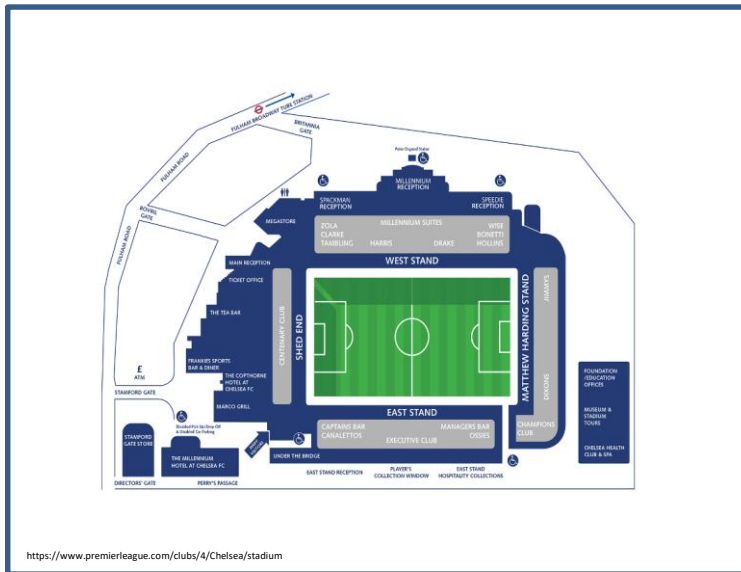 FULHAM BROADWAY TUBE STATION
BRITANNIA
GATE
FULHAM ROAD
BOVRIL
GATE
FULHAM ROAD
MILLENNIUM
RECEPTION
SPACKMAN
RECEPTION
SPEEDIE
RECEPTION
MEGASTORE
ZOLA
CLARKE
TAMBLING
MILLENNIUM SUITES
HARRIS
DRAKE
WISE
BONETTI
HOLLINS
WEST STAND
MAIN RECEPTION
TICKET OFFICE
THE TEA BAR
FRANKIES SPORTS
BAR & DINER
THE COPTHORNE
HOTEL AT
CHELSEA FC
MARCO GRILL
CENTENARY CLUB
SHED END
MATTHEW HARDING STAND
DIXONS
CHAMPIONS
CLUB
EAST STAND
CAPTAINS BAR
CANALETTOS
EXECUTIVE CLUB
MANAGERS BAR
OSSIES
UNDER THE BRIDGE
EAST STAND RECEPTION
PLAYER'S
COLLECTION WINDOW
EAST STAND
HOSPITALITY COLLECTIONS
£
ATM
STAMFORD GATE
STAMFORD
GATE STORE
THE MILLENNIUM
HOTEL AT CHELSEA FC
DIRECTORS' GATE
PERRY'S PASSAGE
FOUNDATION
/EDUCATION
OFFICES
MUSEUM &
STADIUM
TOURS
CHELSEA HEALTH
CLUB & SPA
https://www.premierleague.com/clubs/4/Chelsea/stadium